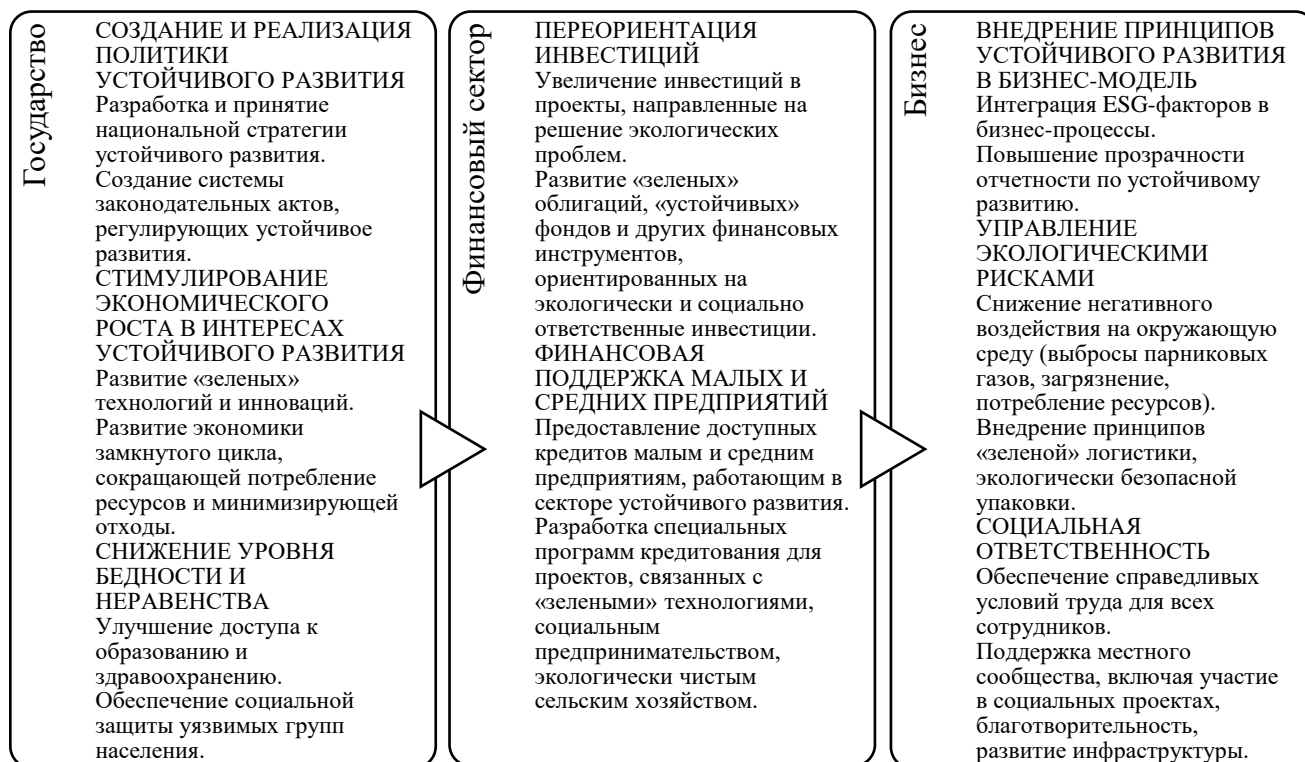 Государство
СОЗДАНИЕ И РЕАЛИЗАЦИЯ
ПОЛИТИКИ
УСТОЙЧИВОГО РАЗВИТИЯ
Разработка и принятие
национальной стратегии
устойчивого развития.
Создание системы
законодательных актов,
регулирующих устойчивое
развития.
СТИМУЛИРОВАНИЕ
ЭКОНОМИЧЕСКОГО
РОСТА В ИНТЕРЕСАХ
УСТОЙЧИВОГО РАЗВИТИЯ
Развитие «зеленых»
технологий и инноваций.
Развитие экономики
замкнутого цикла,
сокращающей потребление
ресурсов и минимизирующей
отходы.
СНИЖЕНИЕ УРОВНЯ
БЕДНОСТИ И
НЕРАВЕНСТВА
Улучшение доступа к
образованию и
здравоохранению.
Обеспечение социальной
защиты уязвимых групп
населения.
Финансовый сектор
ПЕРЕОРИЕНТАЦИЯ
ИНВЕСТИЦИЙ
Увеличение инвестиций в
проекты, направленные на
решение экологических
проблем.
Развитие «зеленых»
облигаций, «устойчивых»
фондов и других финансовых
инструментов,
ориентированных на
экологически и социально
ответственные инвестиции.
ФИНАНСОВАЯ
ПОДДЕРЖКА МАЛЫХ И
СРЕДНИХ ПРЕДПРИЯТИЙ
Предоставление доступных
кредитов малым и средним
предприятиям, работающим в
секторе устойчивого развития.
Разработка специальных
программ кредитования для
проектов, связанных с
«зелеными» технологиями,
социальным
предпринимательством,
экологически чистым
сельским хозяйством.
Бизнес
ВНЕДРЕНИЕ ПРИНЦИПОВ
УСТОЙЧИВОГО РАЗВИТИЯ
В БИЗНЕС-МОДЕЛЬ
Интеграция ESG-факторов в
бизнес-процессы.
Повышение прозрачности
отчетности по устойчивому
развитию.
УПРАВЛЕНИЕ
ЭКОЛОГИЧЕСКИМИ
РИСКАМИ
Снижение негативного
воздействия на окружающую
среду (выбросы парниковых
газов, загрязнение,
потребление ресурсов).
Внедрение принципов
«зеленой» логистики,
экологически безопасной
упаковки.
СОЦИАЛЬНАЯ
ОТВЕТСТВЕННОСТЬ
Обеспечение справедливых
условий труда для всех
сотрудников.
Поддержка местного
сообщества, включая участие
в социальных проектах,
благотворительность,
развитие инфраструктуры.